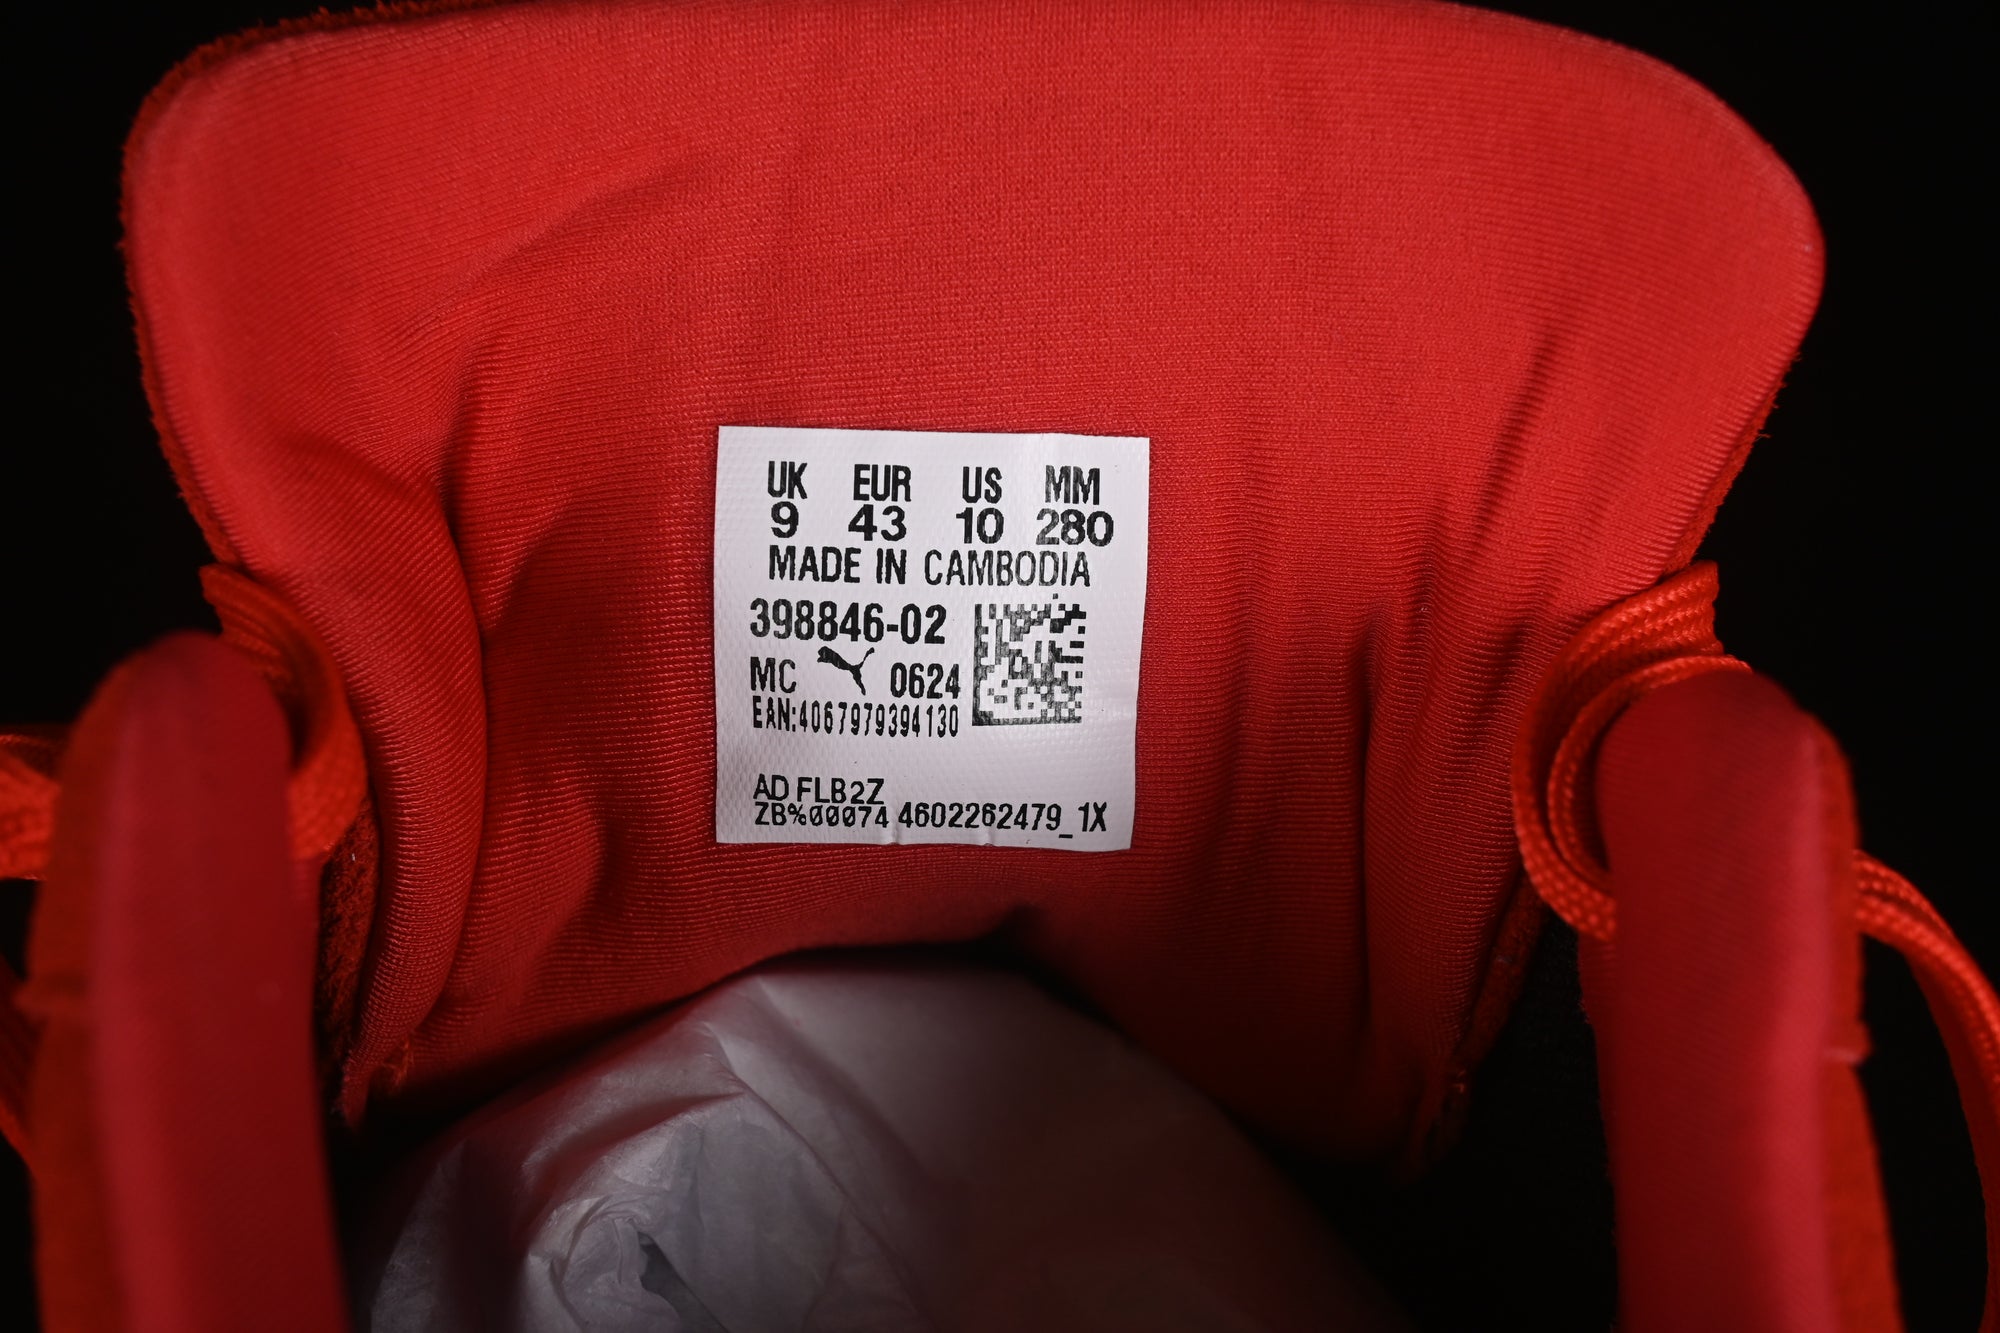 UK EUR US MM
9 43 10 280
MADE IN CAMBODIA
398846-02
MC 0624
EAN:4067979394130
AD FLB2Z
ZB%00074 4602262479_1X